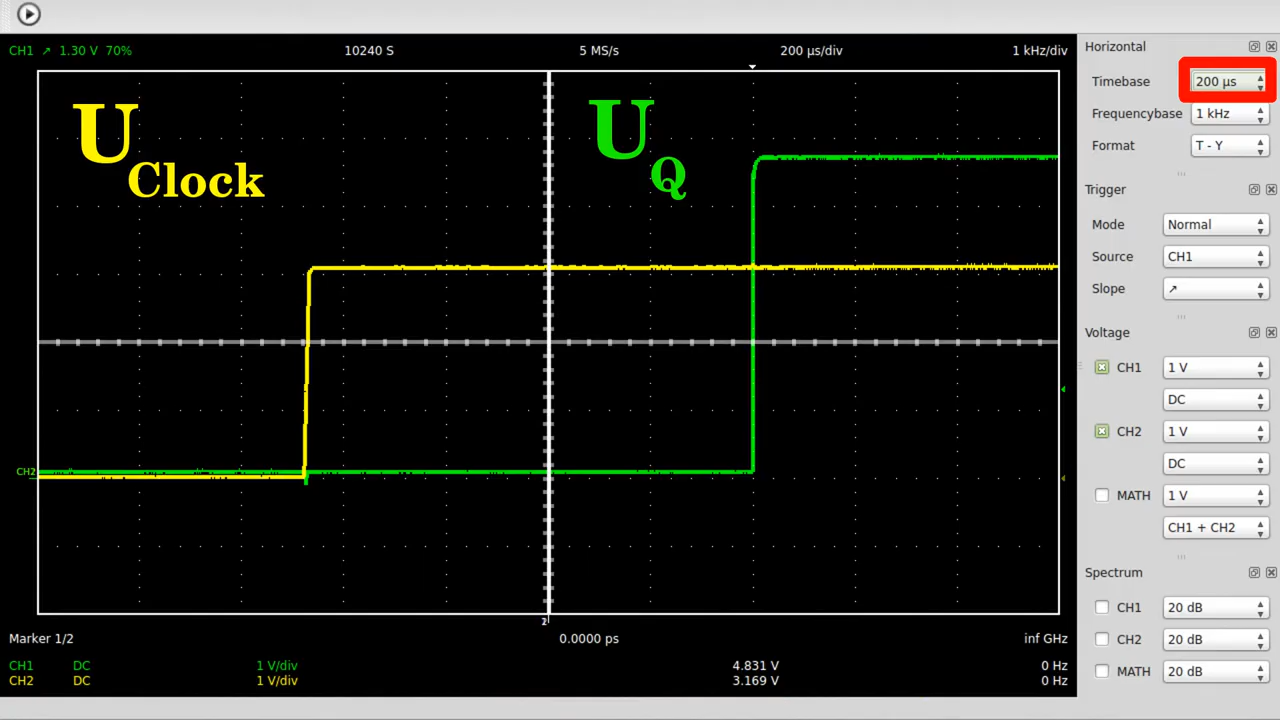 CH1 ↗ 1.30 V 70% 10240 S 5 MS/s 200 µs/div 1 kHz/div
U Clock
U Q
CH2
2
Marker 1/2 0.0000 ps inf GHz
CH1 DC 1 V/div 4.831 V 0 Hz
CH2 DC 1 V/div 3.169 V 0 Hz
Horizontal
Timebase 200 µs
Frequencybase 1 kHz
Format T - Y
Trigger
Mode Normal
Source CH1
Slope ↗
Voltage
CH1 1 V
DC
CH2 1 V
DC
MATH 1 V
CH1 + CH2
Spectrum
CH1 20 dB
CH2 20 dB
MATH 20 dB